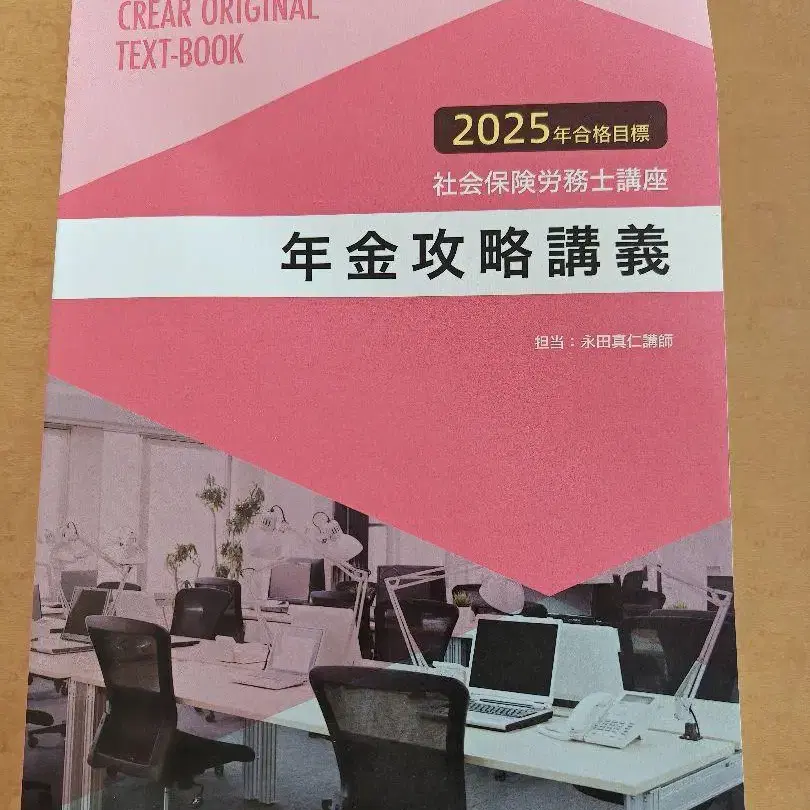 CREAR ORIGINAL
TEXT-BOOK
2025年合格目標
社会保険労務士講座
年金攻略講義
担当：永田真仁講師